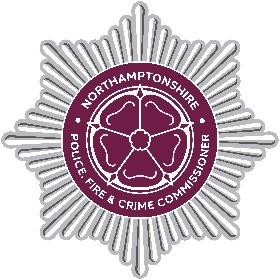 NORTHAMPTONSHIRE
POLICE, FIRE & CRIME COMMISSIONER